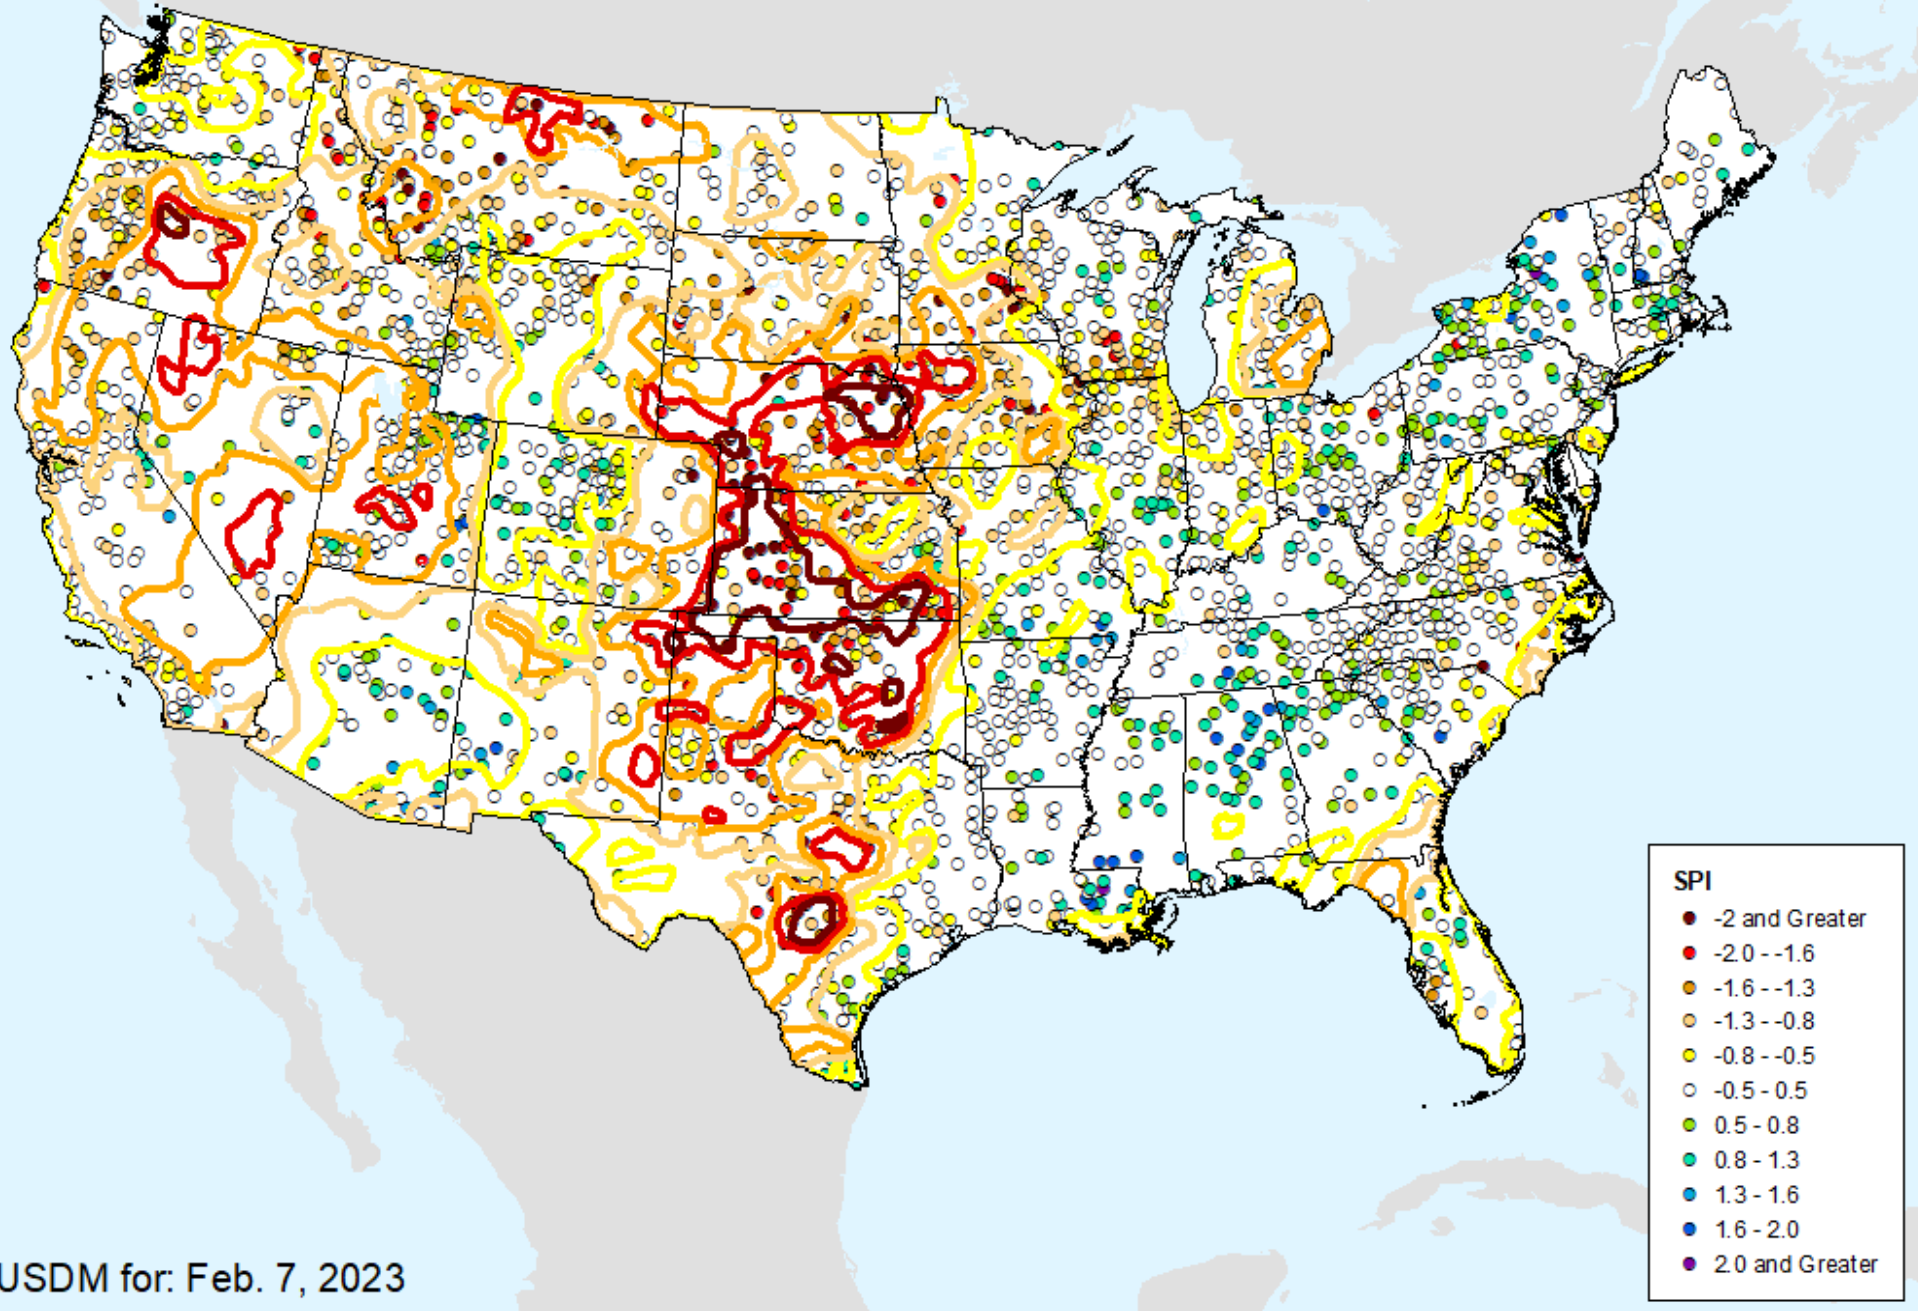 SPI
-2 and Greater
-2.0 - -1.6
-1.6 - -1.3
-1.3 - -0.8
-0.8 - -0.5
-0.5 - 0.5
0.5 - 0.8
0.8 - 1.3
1.3 - 1.6
1.6 - 2.0
2.0 and Greater
USDM for: Feb. 7, 2023